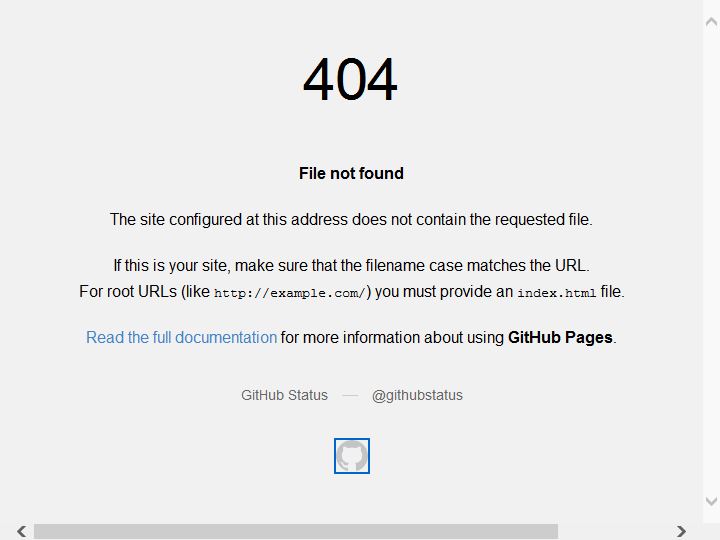 404
File not found
The site configured at this address does not contain the requested file.
If this is your site, make sure that the filename case matches the URL.
For root URLs (like http://example.com/) you must provide an index.html file.
Read the full documentation for more information about using GitHub Pages.
GitHub Status — @githubstatus